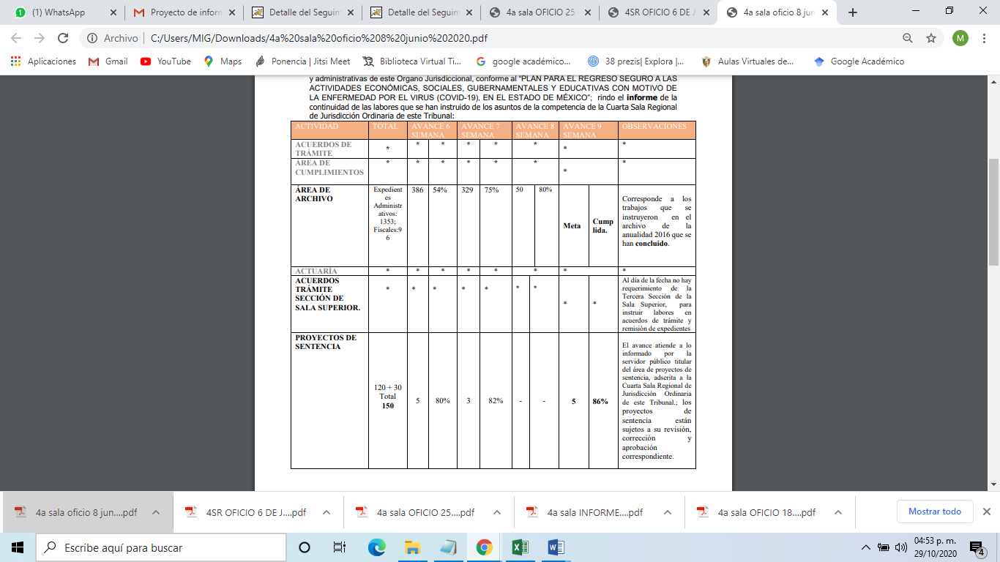 (1) WhatsApp
Proyecto de inforn
Detalle del Seguim
Detalle del Seguim
4a sala OFICIO 25
4SR OFICIO 6 DE J
4a sala oficio 8 jun
Archivo
C:/Users/MIG/Downloads/4a%20sala%20oficio%208%20junio%202020.pdf
M
Aplicaciones
Gmail
YouTube
Maps
Ponencia | Jitsi Meet
Biblioteca Virtual Ti...
google académico...
38 prezis| Explora |...
Aulas Virtuales de...
Google Académico
y administrativas de este Organo Jurisdiccional, conforme al "PLAN PARA EL REGRESO SEGURO A LAS
ACTIVIDADES ECONÓMICAS, SOCIALES, GUBERNAMENTALES Y EDUCATIVAS CON MOTIVO DE
LA ENFERMEDAD POR EL VIRUS (COVID-19), EN EL ESTADO DE MÉXICO"; rindo el informe de la
continuidad de las labores que se han instruido de los asuntos de la competencia de la Cuarta Sala Regional
de Jurisdicción Ordinaria de este Tribunal:
ACTIVIDAD
TOTAL
AVANCE 6
SEMANA
AVANCE 7
SEMANA
AVANCE 8
SEMANA
AVANCE 9
SEMANA
OBSERVACIONES
ACUERDOS DE
TRÁMITE
* * * * * * * *
ÁREA DE
CUMPLIMIENTOS
* * * * * * * *
ÁREA DE
ARCHIVO
Expedient
es
Administr
ativos:
1353;
Fiscales:9
6
386
54%
329
75%
50
80%
Meta
Cump
lida.
Corresponde a los
trabajos que se
instruyeron en el
archivo de la
anualidad 2016 que se
han concluido.
ACTUARÍA
* * * * * * * *
ACUERDOS
TRÁMITE
SECCIÓN DE
SALA SUPERIOR.
* * * * * * * * *
Al día de la fecha no hay
requerimiento de la
Tercera Sección de la
Sala Superior, para
instruir labores en
acuerdos de trámite y
remisión de expedientes
PROYECTOS DE
SENTENCIA
120 + 30
Total
150
5
80%
3
82%
-
-
5
86%
El avance atiende a lo
informado por la
servidor público titular
del área de proyectos de
sentencia, adscrita a la
Cuarta Sala Regional de
Jurisdicción Ordinaria
de este Tribunal.; los
proyectos de
sentencia están
sujetos a su revisión,
corrección y
aprobación
correspondiente.
4a sala oficio 8 jun....pdf
4SR OFICIO 6 DE J....pdf
4a sala OFICIO 25....pdf
4a sala INFORME....pdf
4a sala OFICIO 18....pdf
Mostrar todo
Escribe aquí para buscar
04:53 p. m.
29/10/2020
4